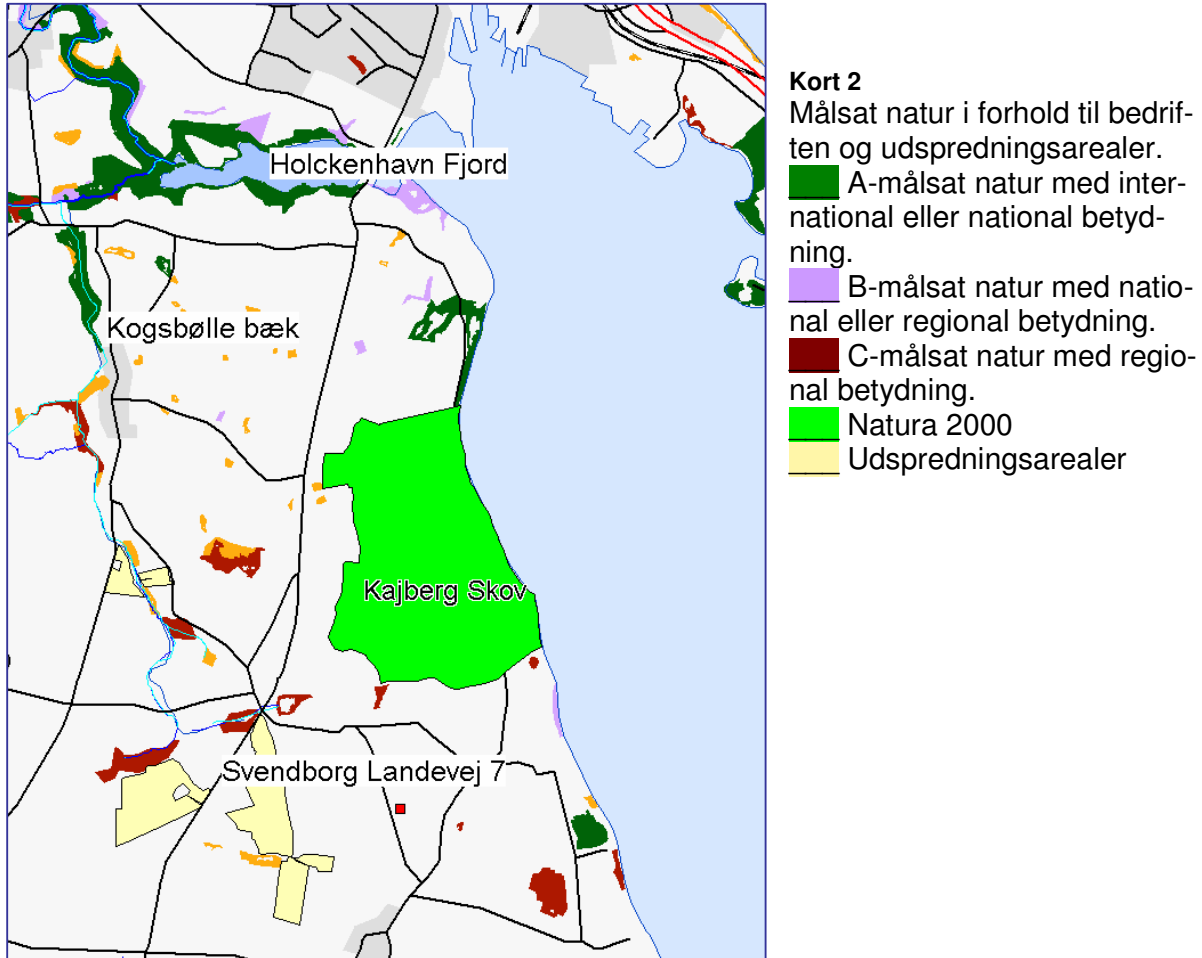 Holckenhavn Fjord
Kogsbølle bæk
Kajberg Skov
Svendborg Landevej 7
Kort 2
Målsat natur i forhold til bedrif-
ten og udspredningsarealer.
A-målsat natur med inter-
national eller national betyd-
ning.
B-målsat natur med natio-
nal eller regional betydning.
C-målsat natur med regio-
nal betydning.
Natura 2000
Udspredningsarealer